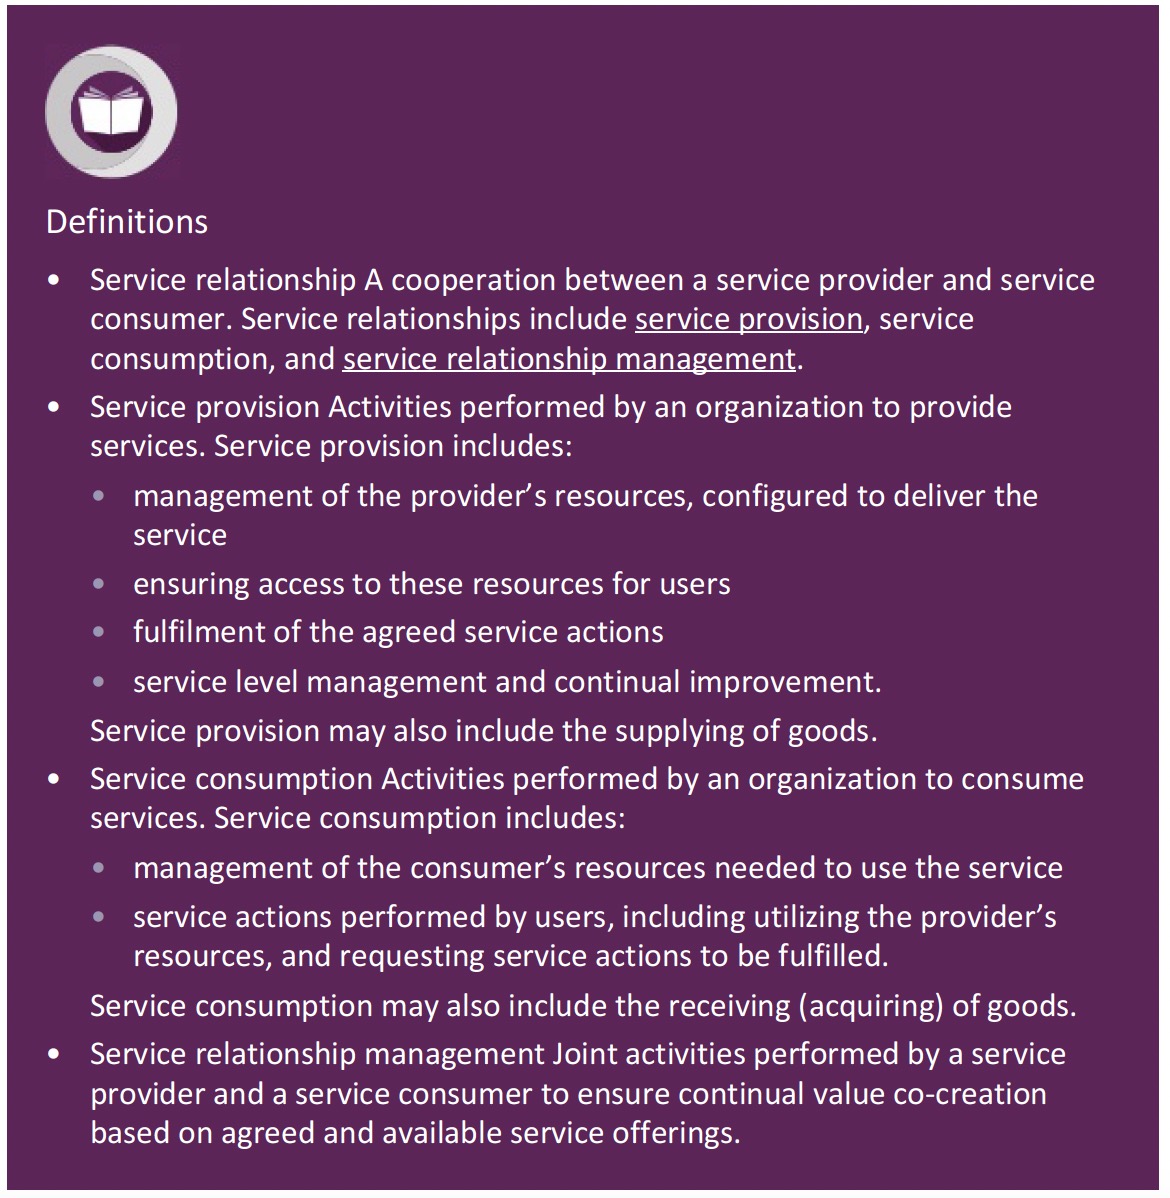 Definitions
• Service relationship A cooperation between a service provider and service
consumer. Service relationships include service provision, service
consumption, and service relationship management.
• Service provision Activities performed by an organization to provide
services. Service provision includes:
• management of the provider’s resources, configured to deliver the
service
• ensuring access to these resources for users
• fulfilment of the agreed service actions
• service level management and continual improvement.
Service provision may also include the supplying of goods.
• Service consumption Activities performed by an organization to consume
services. Service consumption includes:
• management of the consumer’s resources needed to use the service
• service actions performed by users, including utilizing the provider’s
resources, and requesting service actions to be fulfilled.
Service consumption may also include the receiving (acquiring) of goods.
• Service relationship management Joint activities performed by a service
provider and a service consumer to ensure continual value co-creation
based on agreed and available service offerings.